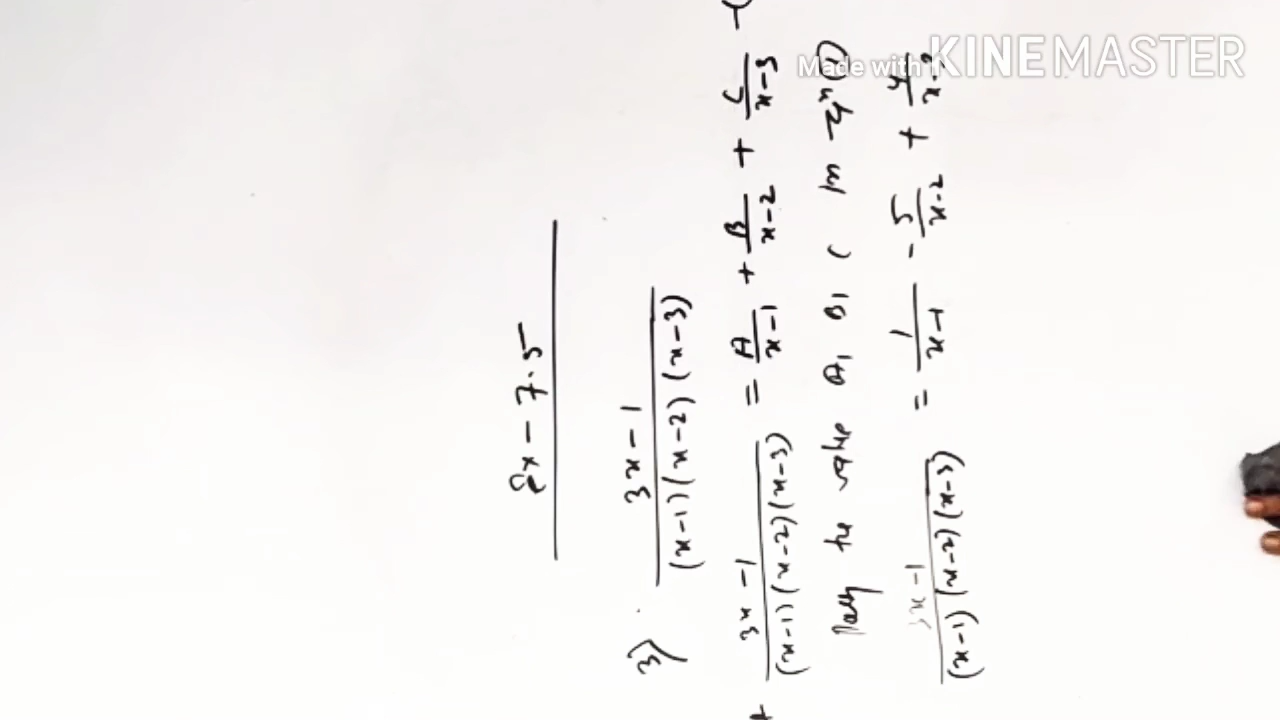 Ex - 7.5
3) 3x - 1 / (x-1)(x-2)(x-3)
3x - 1 / (x-1)(x-2)(x-3) = A / x-1 + B / x-2 + C / x-3
the value A, B, C in
3x - 1 / (x-1)(x-2)(x-3) = 1 / x-1 - 5 / x-2 + 4 / x-3
Made with KINEMASTER